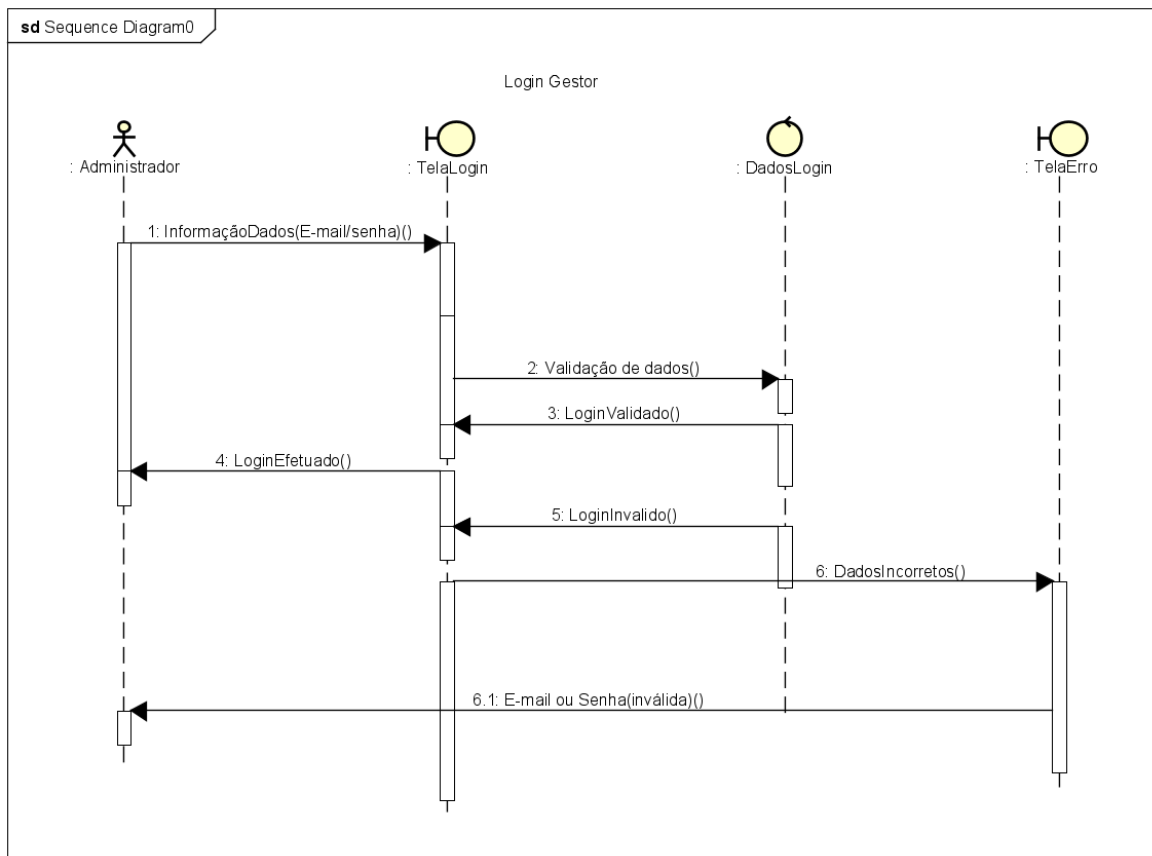 sd Sequence Diagram0
Login Gestor
: Administrador
: TelaLogin
: DadosLogin
: TelaErro
1: InformaçãoDados(E-mail/senha)()
2: Validação de dados()
3: LoginValidado()
4: LoginEfetuado()
5: LoginInvalido()
6: DadosIncorretos()
6.1: E-mail ou Senha(inválida)()